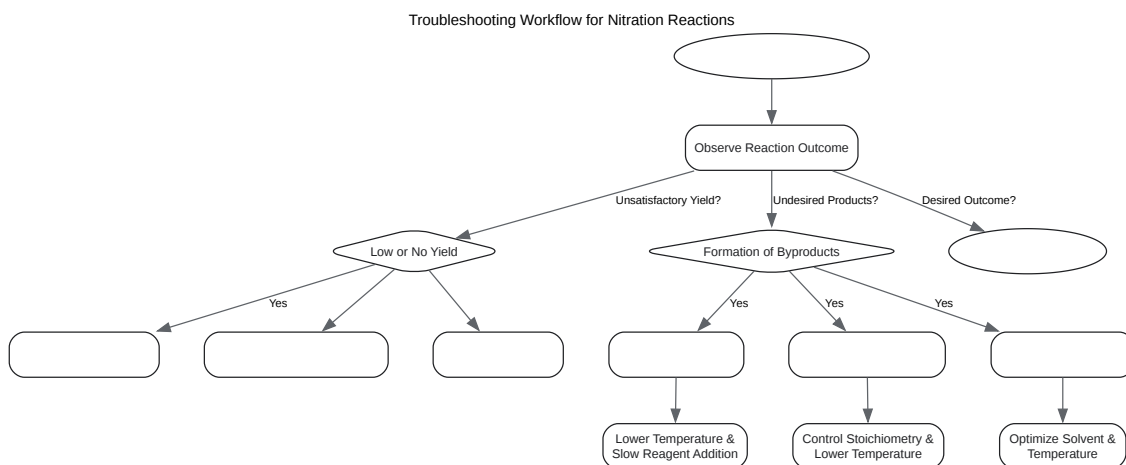 Troubleshooting Workflow for Nitration Reactions
Observe Reaction Outcome
Unsatisfactory Yield?
Undesired Products?
Desired Outcome?
Low or No Yield
Formation of Byproducts
Yes
Yes
Yes
Yes
Lower Temperature &
Slow Reagent Addition
Control Stoichiometry &
Lower Temperature
Optimize Solvent &
Temperature